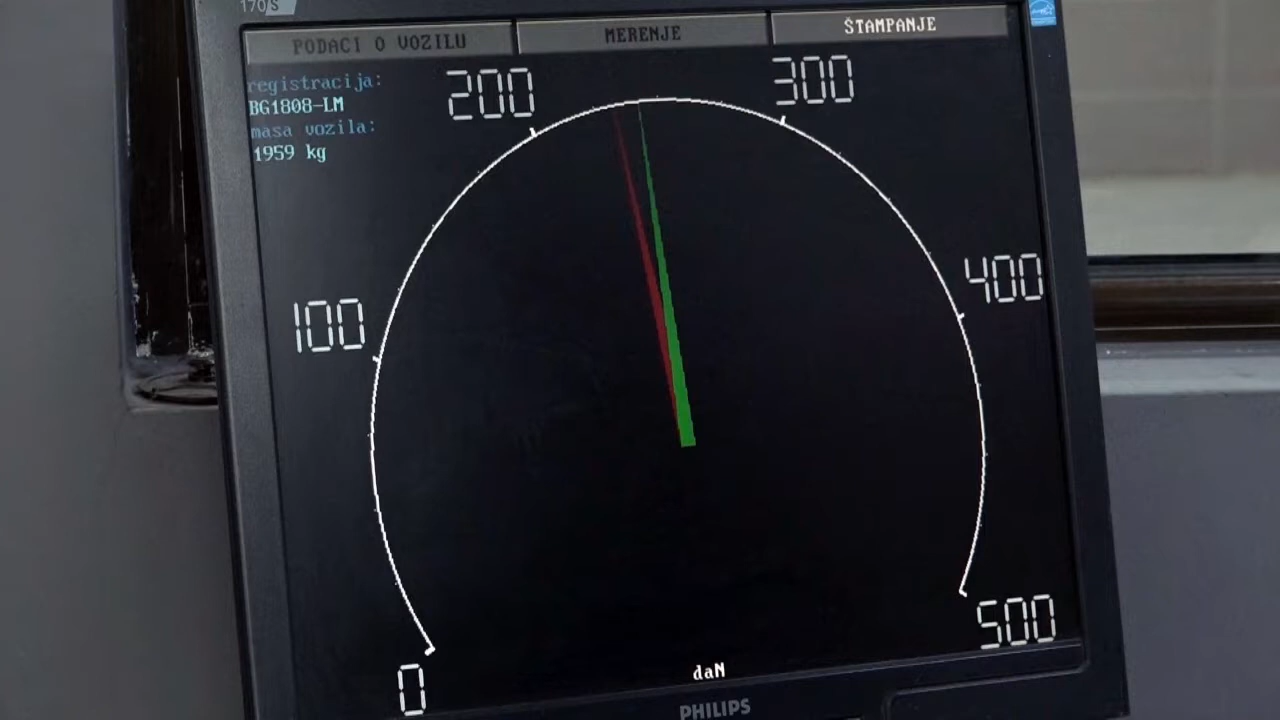 170S
PODACI O VOZILU
MERENJE
ŠTAMPANJE
registracija:
BG1808-LM
masa vozila:
1959 kg
200
300
100
400
0
500
daN
PHILIPS